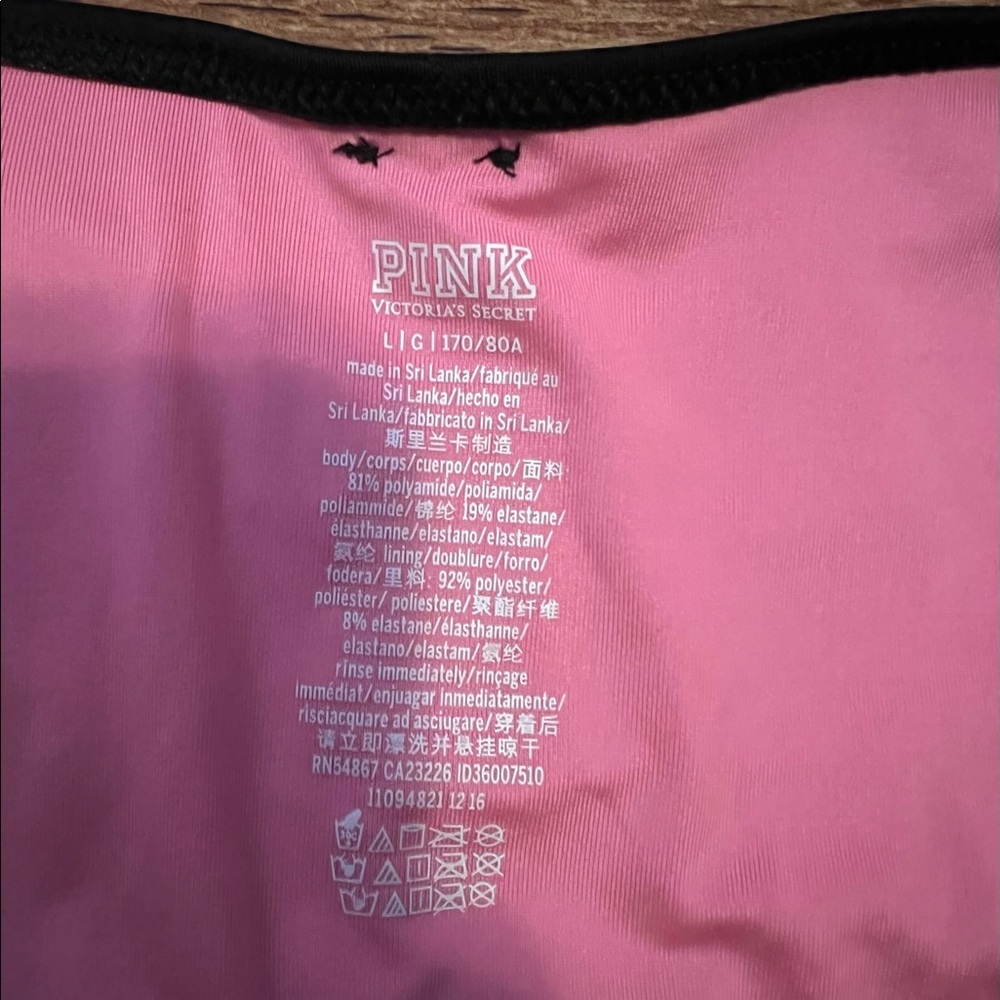 PINK
VICTORIA'S SECRET
L | G | 170/80A
made in Sri Lanka/fabriqué au
Sri Lanka/hecho en
Sri Lanka/fabbricato in Sri Lanka/
斯里兰卡制造
body/corps/cuerpo/corpo/面料
81% polyamide/poliamida/
poliammide/锦纶 19% elastane/
élasthanne/elastano/elastam/
氨纶 lining/doublure/forro/
fodera/里料: 92% polyester/
poliéster/ poliestere/聚酯纤维
8% elastane/élasthanne/
elastano/elastam/氨纶
rinse immediately/rinçage
immédiat/enjuagar inmediatamente/
risciacquare ad asciugare/穿着后
请立即漂洗并悬挂晾干
RN54867 CA23226 ID36007510
11094821 12 16
30C